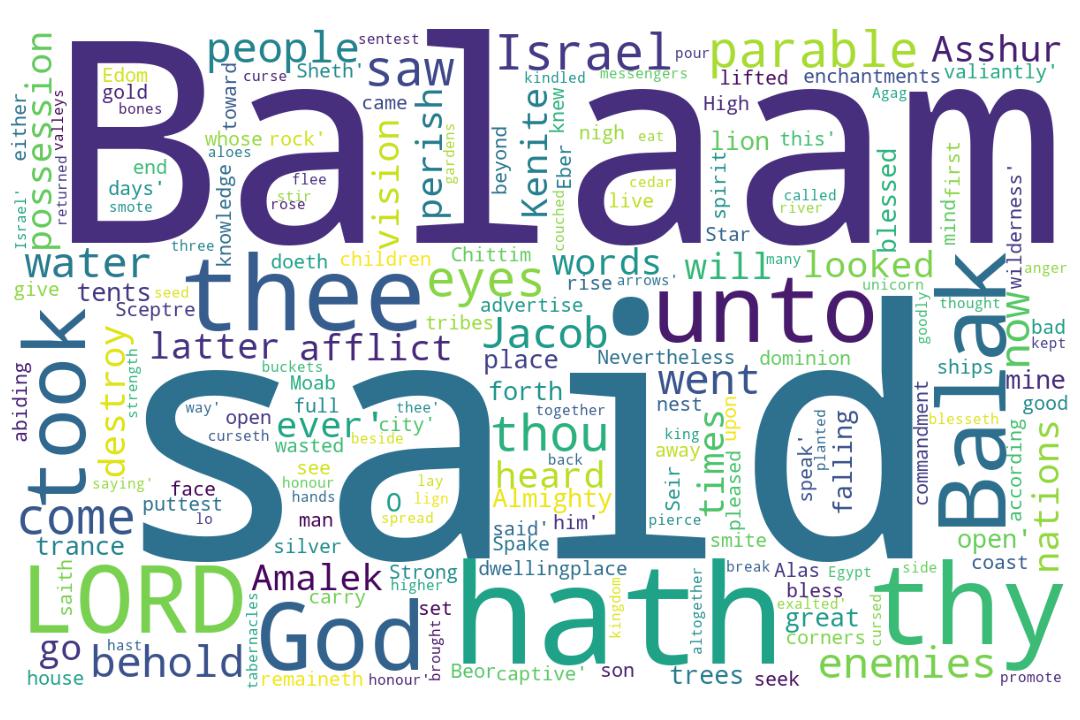 Balaam
said
hath
thee
unto
thy
LORD
God
Balak
took
Israel
people
saw
parable
Asshur
possession
perish
Kenite
vision
eyes
words
will
looked
water
tents
Sceptre
latter
afflict
Jacob
place
went
now
nations
destroy
come
trance
behold
go
house
Amalek
thou
heard
Almighty
times
falling
enemies
great
trees
seek
ever'
forth
nigh
lion
this'
High
lifted
enchantments
valiantly'
Agag
messengers
pour
kindled
sentest
Sheth'
curse
came
toward
Edom
gold
bones
valleys
returned
either
Israel'
end
days'
smote
whose
rock'
aloes
knowledge
flee
stir
rose
three
gardens
beyond
Eber
knew
couched
eat
cedar
live
spirit
Star
called
river
blessed
mind
first
wilderness'
anger
many
unicorn
goodly
thought
bad
kept
ships
mine
good
according
open'
coast
commandment
blesseth
dominion
Nevertheless
arrows'
rise
advertise
Chittim
children
doeth
tribes
give
seed
strength
abiding
buckets
Moab
full
open
way'
curseth
wasted
thee'
city'
beside
together
nest
king
away
back
Seir
upon
pleased
planted
speak'
saying'
puttest
face
lo
see
honour
hands
man
O
lay
lign
spread
silver
said'
him'
Spake
pierce
smite
dwellingplace
break
Alas
Egypt
side
bless
exalted'
corners
cursed
promote
saith
hast
tabernacles
carry
Strong
higher
set
brought
remaineth
honour'
Beor
captive'
son
kingdom
altogether